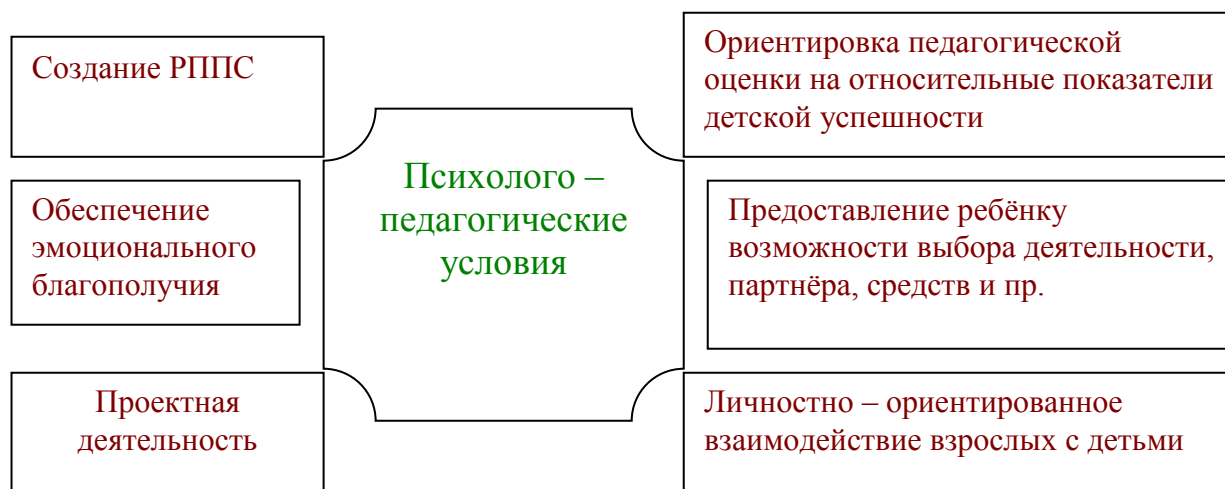 Создание РППС
Ориентировка педагогической
оценки на относительные показатели
детской успешности
Психолого –
педагогические
условия
Обеспечение
эмоционального
благополучия
Предоставление ребёнку
возможности выбора деятельности,
партнёра, средств и пр.
Проектная
деятельность
Личностно – ориентированное
взаимодействие взрослых с детьми